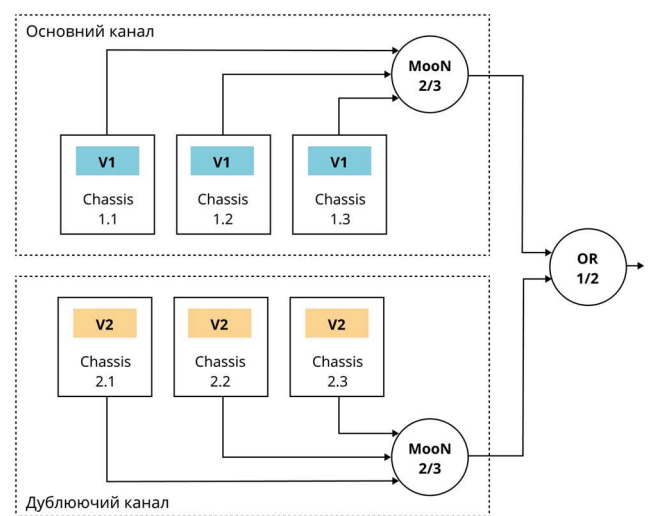 Основний канал
MooN
2/3
V1
V1
V1
Chassis
1.1
Chassis
1.2
Chassis
1.3
OR
1/2
V2
V2
V2
Chassis
2.1
Chassis
2.2
Chassis
2.3
MooN
2/3
Дублюючий канал